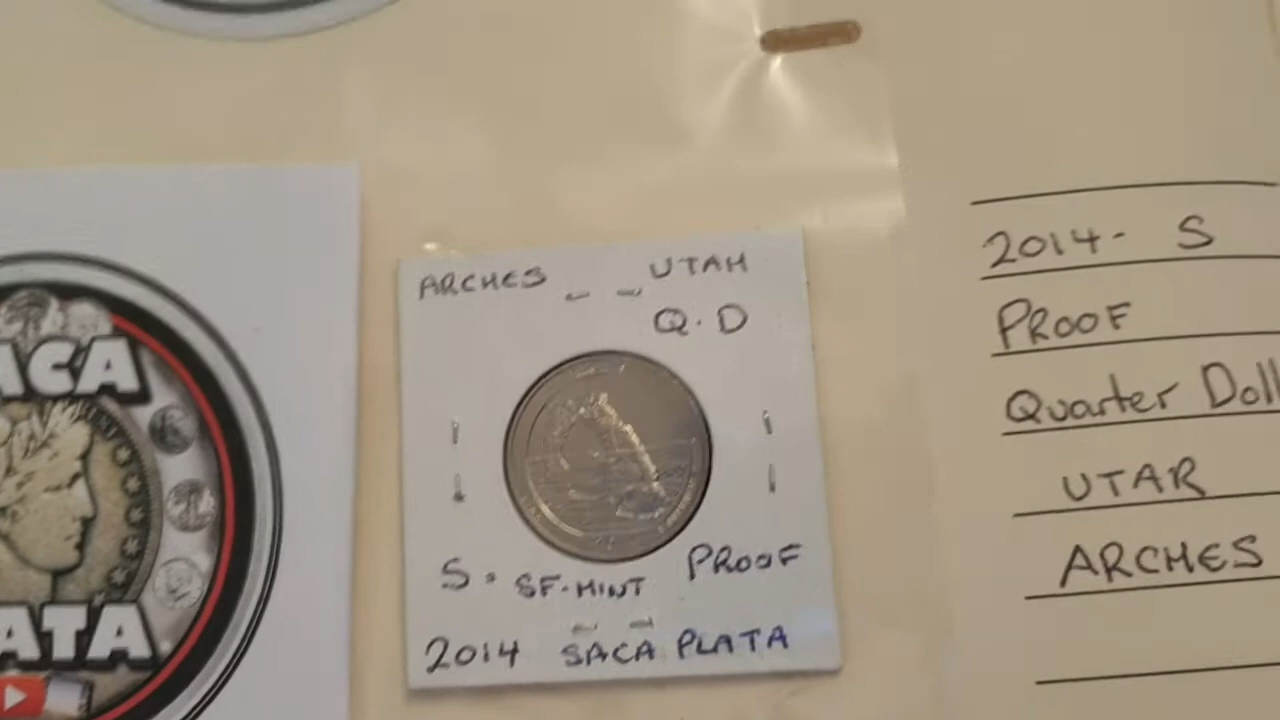 ACA
ATA
ARCHES -- UTAH
Q.D
S. SF-MINT PROOF
2014 SACA PLATA
2014- S
PROOF
Quarter Doll
UTAR
ARCHES